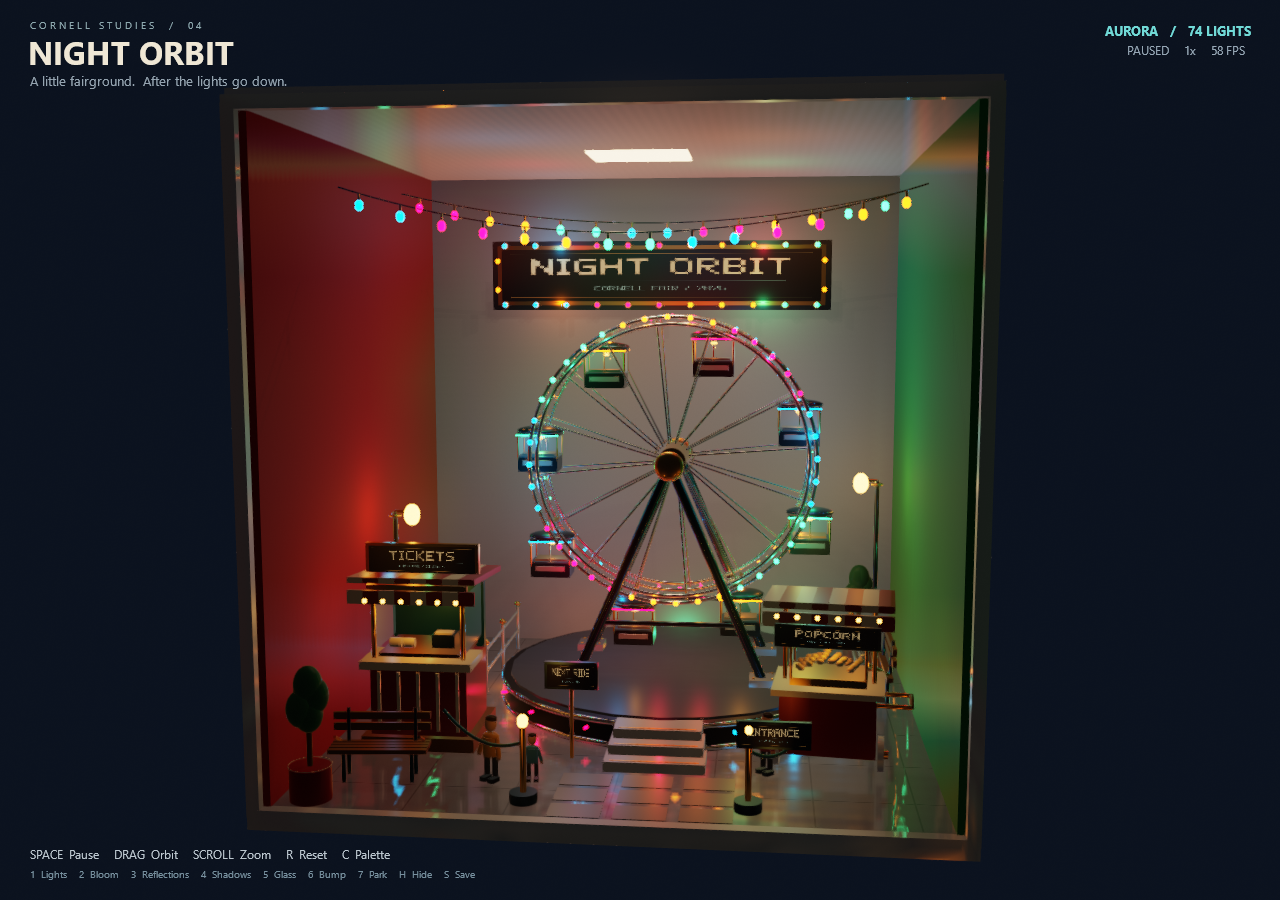 CORNELL STUDIES / 04
NIGHT ORBIT
A little fairground. After the lights go down.
AURORA / 74 LIGHTS
PAUSED 1x 58 FPS
NIGHT ORBIT
CORNELL FAIR /
TICKETS
POPCORN
NEXT RIDE
ENTRANCE
SPACE Pause DRAG Orbit SCROLL Zoom R Reset C Palette
1 Lights 2 Bloom 3 Reflections 4 Shadows 5 Glass 6 Bump 7 Park H Hide S Save